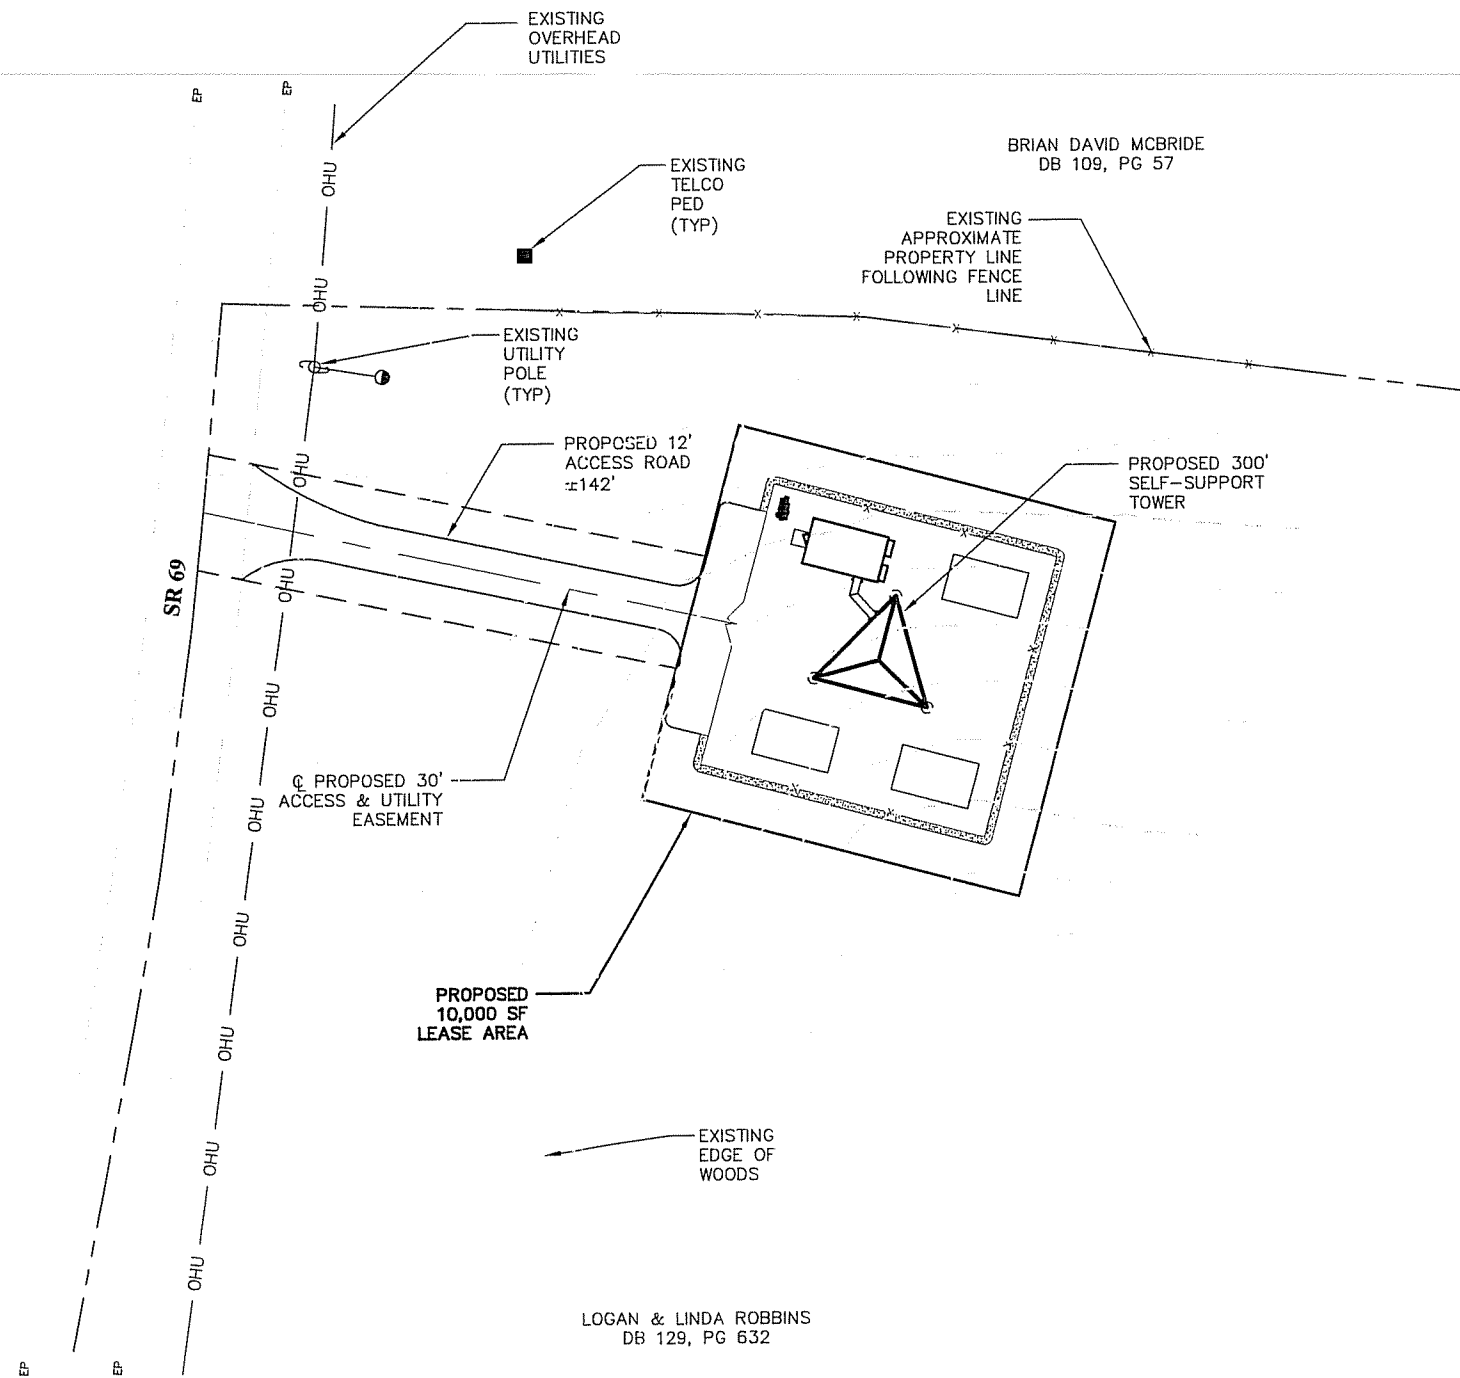 EXISTING
OVERHEAD
UTILITIES
EP
EP
OHU
BRIAN DAVID MCBRIDE
DB 109, PG 57
EXISTING
TELCO
PED
(TYP)
EXISTING
APPROXIMATE
PROPERTY LINE
FOLLOWING FENCE
LINE
OHU
EXISTING
UTILITY
POLE
(TYP)
PROPOSED 12'
ACCESS ROAD
±142'
PROPOSED 300'
SELF-SUPPORT
TOWER
OHU
SR 69
OHU
OHU
℄ PROPOSED 30'
ACCESS & UTILITY
EASEMENT
OHU
OHU
PROPOSED
10,000 SF
LEASE AREA
OHU
EXISTING
EDGE OF
WOODS
OHU
OHU
LOGAN & LINDA ROBBINS
DB 129, PG 632
EP
EP